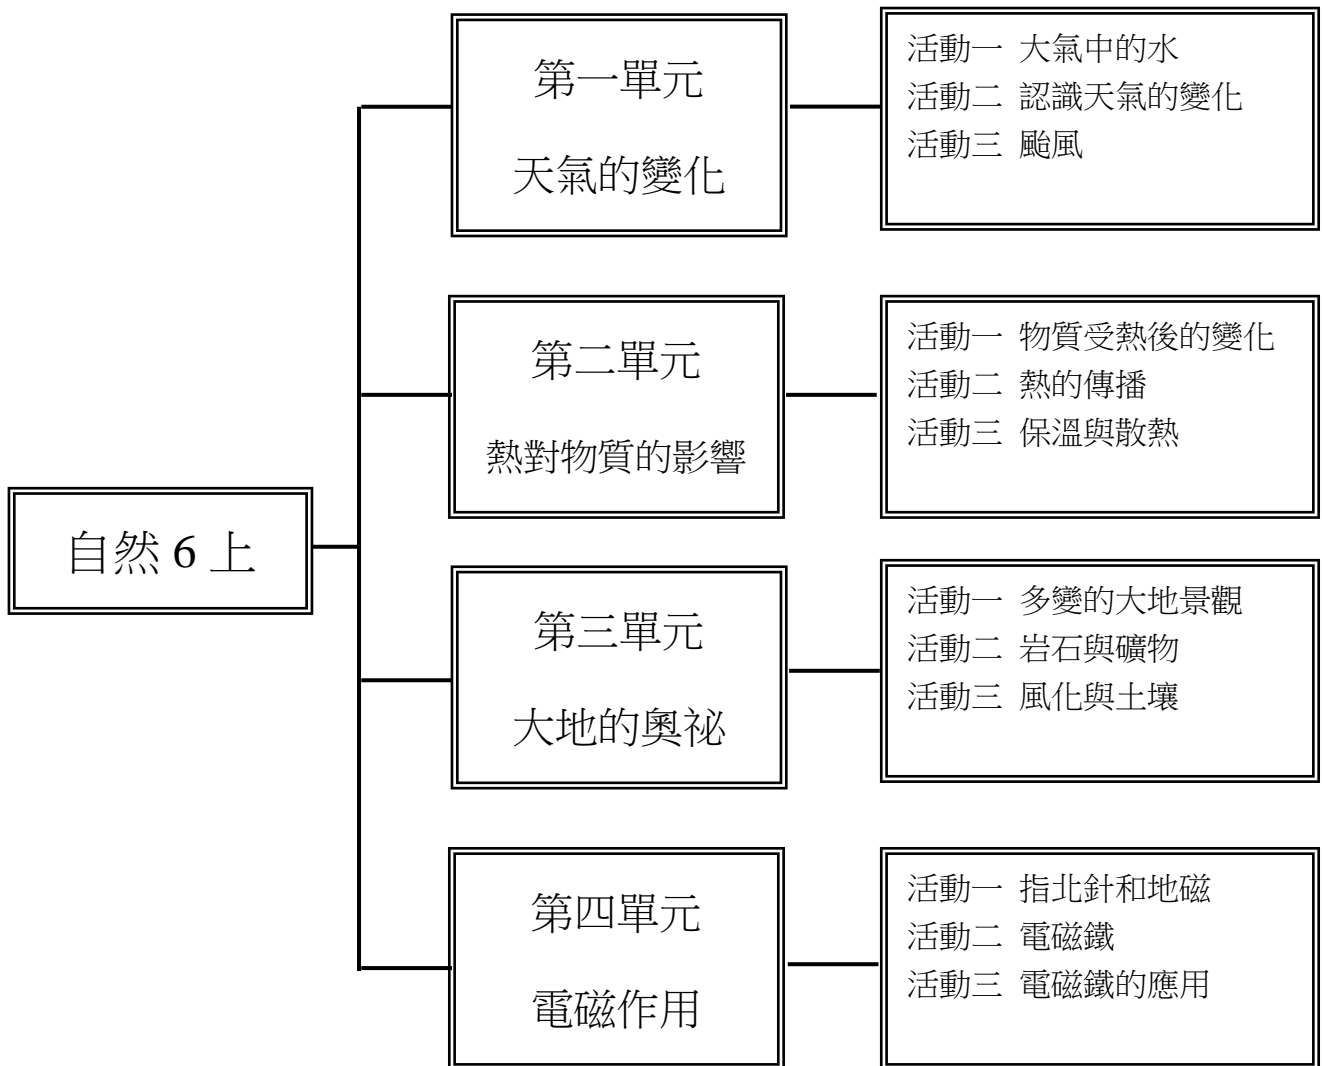 自然 6 上
第一單元
天氣的變化
活動一 大氣中的水
活動二 認識天氣的變化
活動三 颱風
第二單元
熱對物質的影響
活動一 物質受熱後的變化
活動二 熱的傳播
活動三 保溫與散熱
第三單元
大地的奧祕
活動一 多變的大地景觀
活動二 岩石與礦物
活動三 風化與土壤
第四單元
電磁作用
活動一 指北針和地磁
活動二 電磁鐵
活動三 電磁鐵的應用